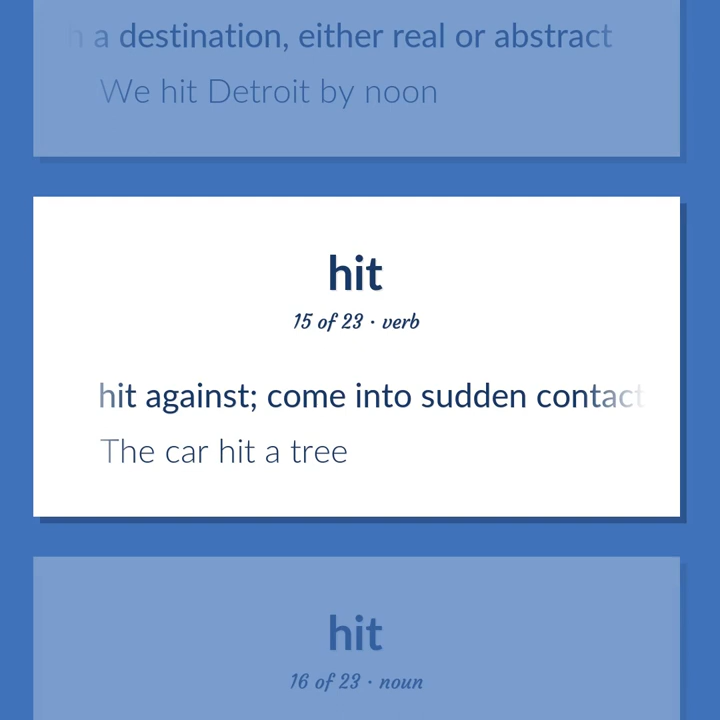 a destination, either real or abstract
We hit Detroit by noon
hit
15 of 23 · verb
hit against; come into sudden contact
The car hit a tree
hit
16 of 23 · noun